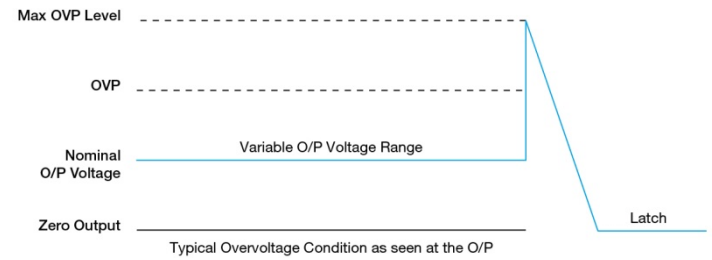 Max OVP Level
OVP
Nominal
O/P Voltage
Variable O/P Voltage Range
Zero Output
Latch
Typical Overvoltage Condition as seen at the O/P